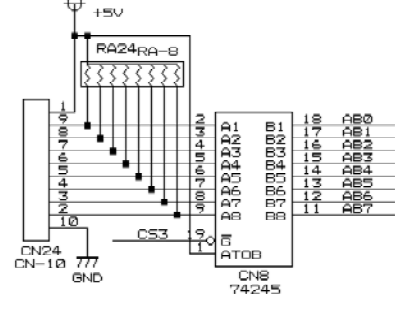 +5V
RA24 RA-8
1
9
8
7
6
5
4
3
2
10
2 A1 B1 18 AB0
3 A2 B2 17 AB1
4 A3 B3 16 AB2
5 A4 B4 15 AB3
6 A5 B5 14 AB4
7 A6 B6 13 AB5
8 A7 B7 12 AB6
9 A8 B8 11 AB7
CS3 19 G
1 ATOB
CN24
CN-10
GND
CN8
74245